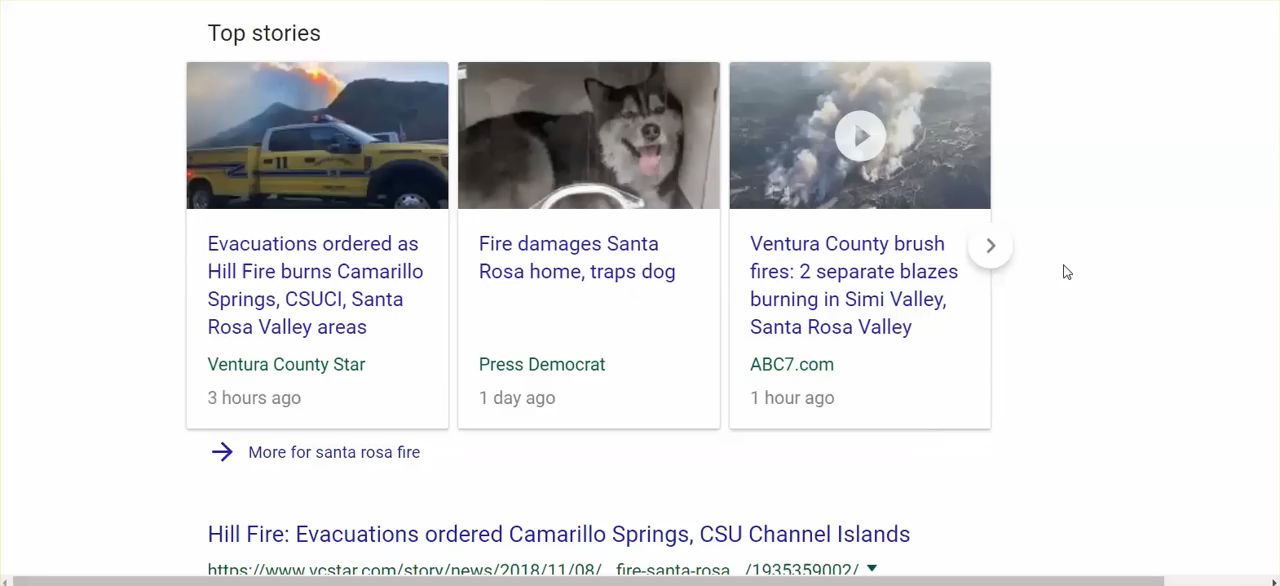 Top stories
11
Evacuations ordered as
Hill Fire burns Camarillo
Springs, CSUCI, Santa
Rosa Valley areas
Ventura County Star
3 hours ago
Fire damages Santa
Rosa home, traps dog
Press Democrat
1 day ago
Ventura County brush
fires: 2 separate blazes
burning in Simi Valley,
Santa Rosa Valley
ABC7.com
1 hour ago
More for santa rosa fire
Hill Fire: Evacuations ordered Camarillo Springs, CSU Channel Islands
https://www.vcstar.com/story/news/2018/11/08/...fire-santa-rosa.../1935359002/